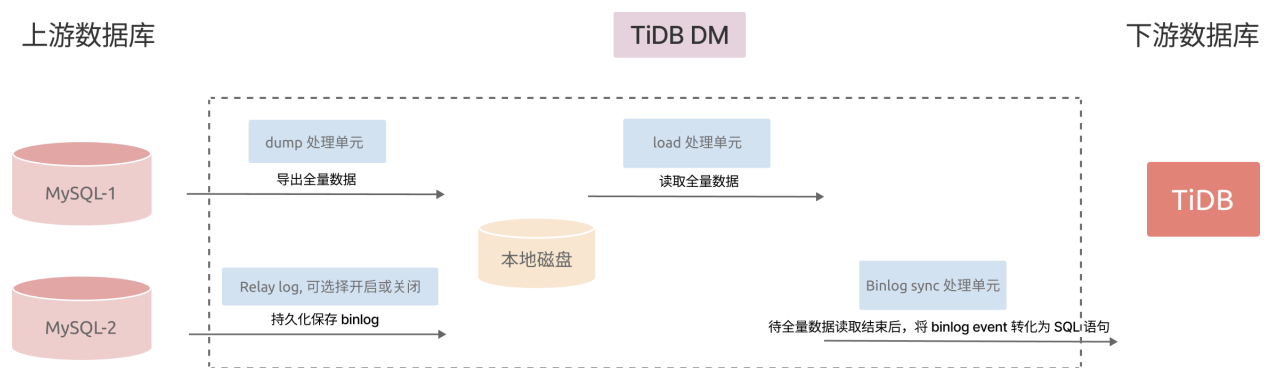 上游数据库
TiDB DM
下游数据库
dump 处理单元
load 处理单元
导出全量数据
读取全量数据
MySQL-1
TiDB
本地磁盘
Relay log, 可选择开启或关闭
Binlog sync 处理单元
持久化保存 binlog
MySQL-2
待全量数据读取结束后，将 binlog event 转化为 SQL 语句